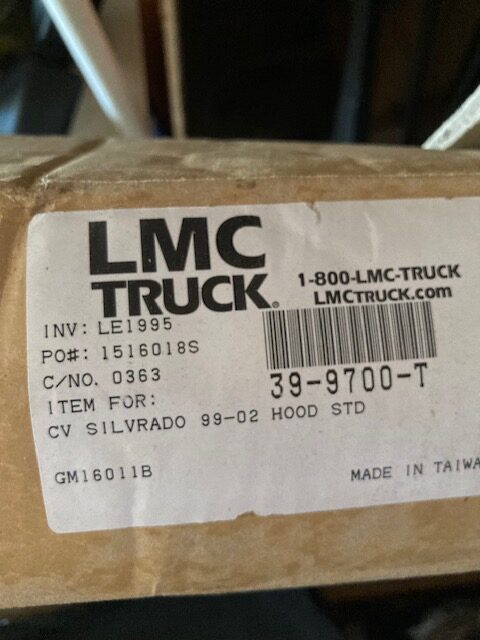 LMC
TRUCK®
1-800-LMC-TRUCK
LMCTRUCK.com
INV: LE1995
PO#: 1516018S
C/NO. 0363
39-9700-T
ITEM FOR:
CV SILVRADO 99-02 HOOD STD
GM16011B
MADE IN TAIWA